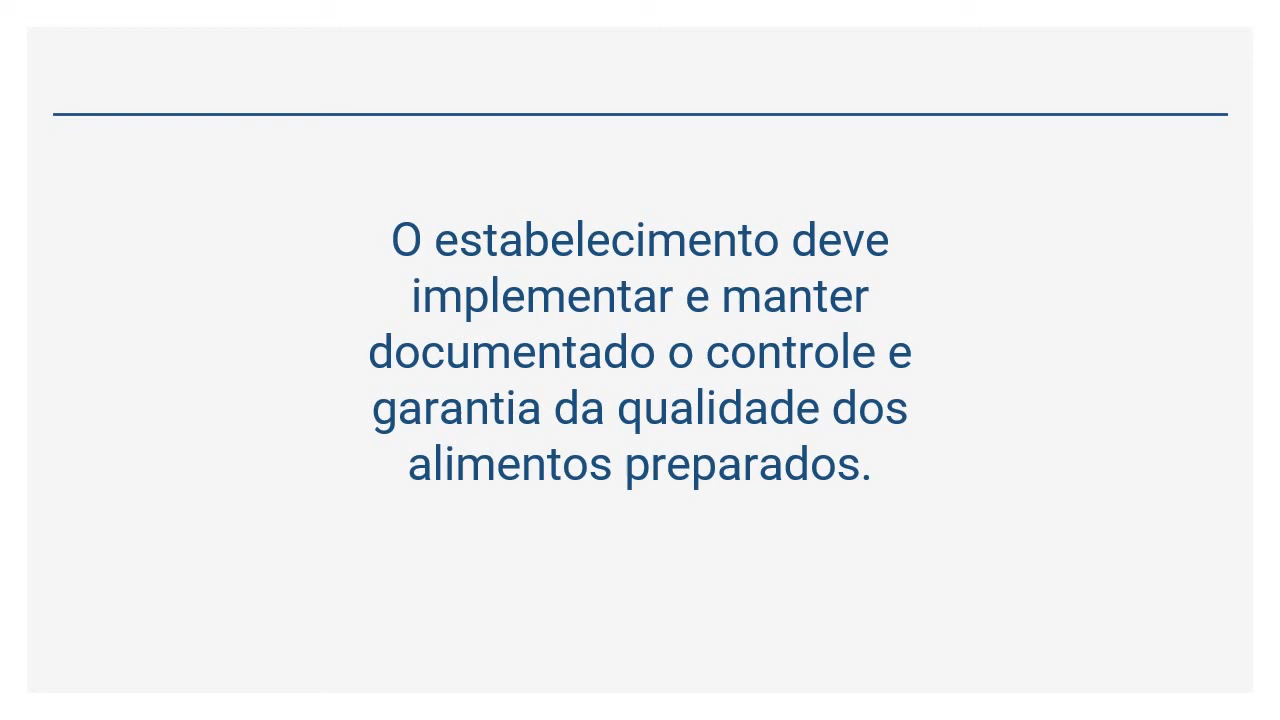 O estabelecimento deve
implementar e manter
documentado o controle e
garantia da qualidade dos
alimentos preparados.